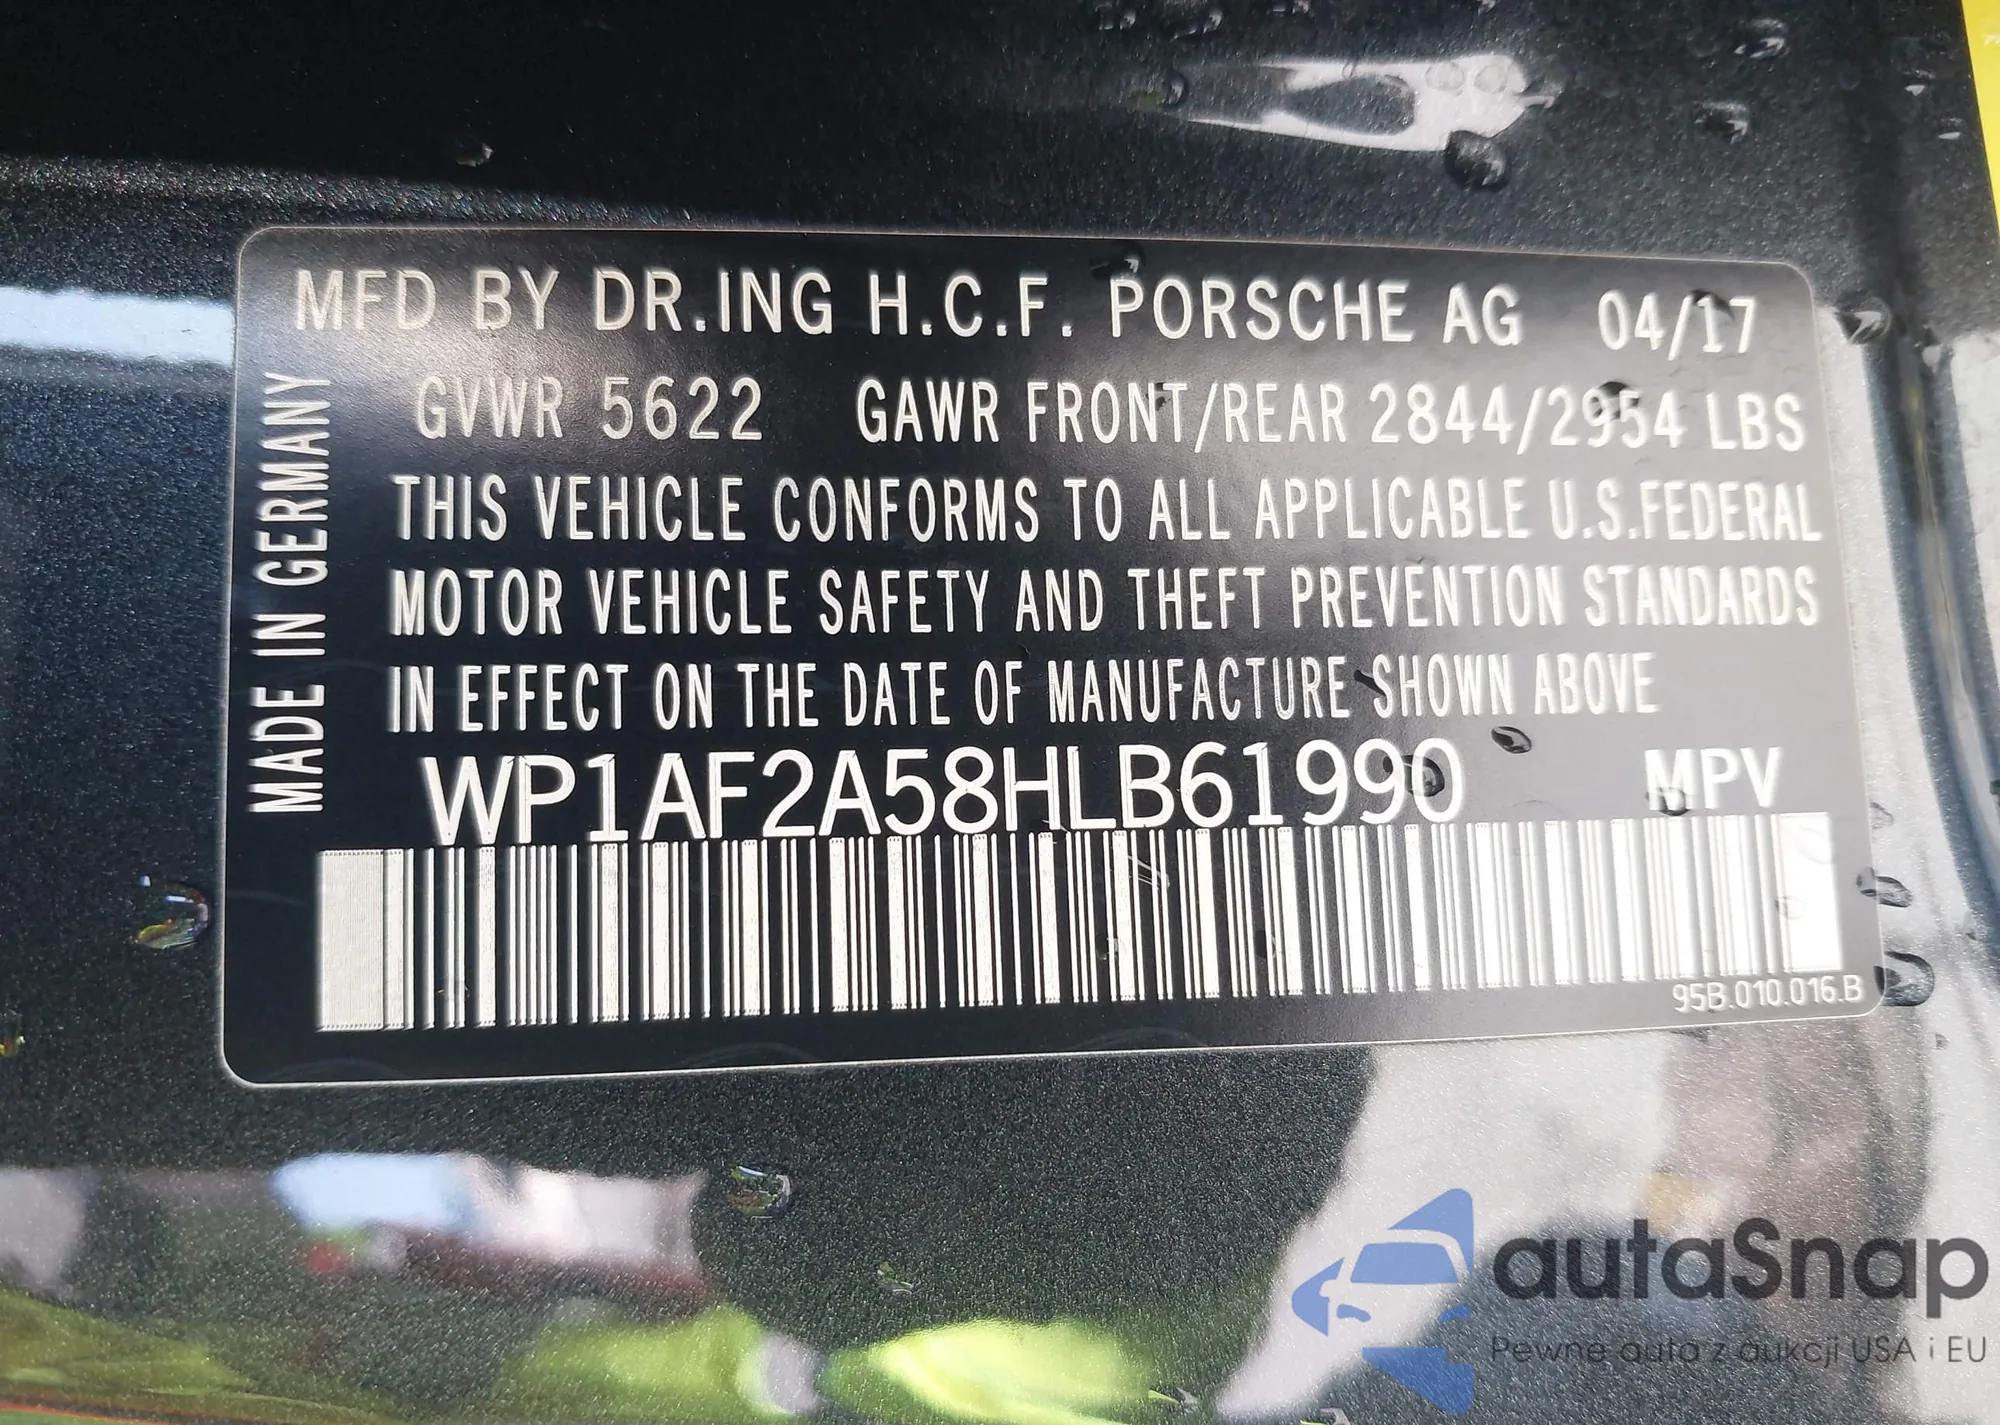 MFD BY DR.ING H.C.F. PORSCHE AG 04/17
GVWR 5622 GAWR FRONT/REAR 2844/2954 LBS
THIS VEHICLE CONFORMS TO ALL APPLICABLE U.S.FEDERAL
MOTOR VEHICLE SAFETY AND THEFT PREVENTION STANDARDS
IN EFFECT ON THE DATE OF MANUFACTURE SHOWN ABOVE
WP1AF2A58HLB61990 MPV
95B.010.016.B
MADE IN GERMANY
autaSnap
Pewne auta z aukcji USA i EU